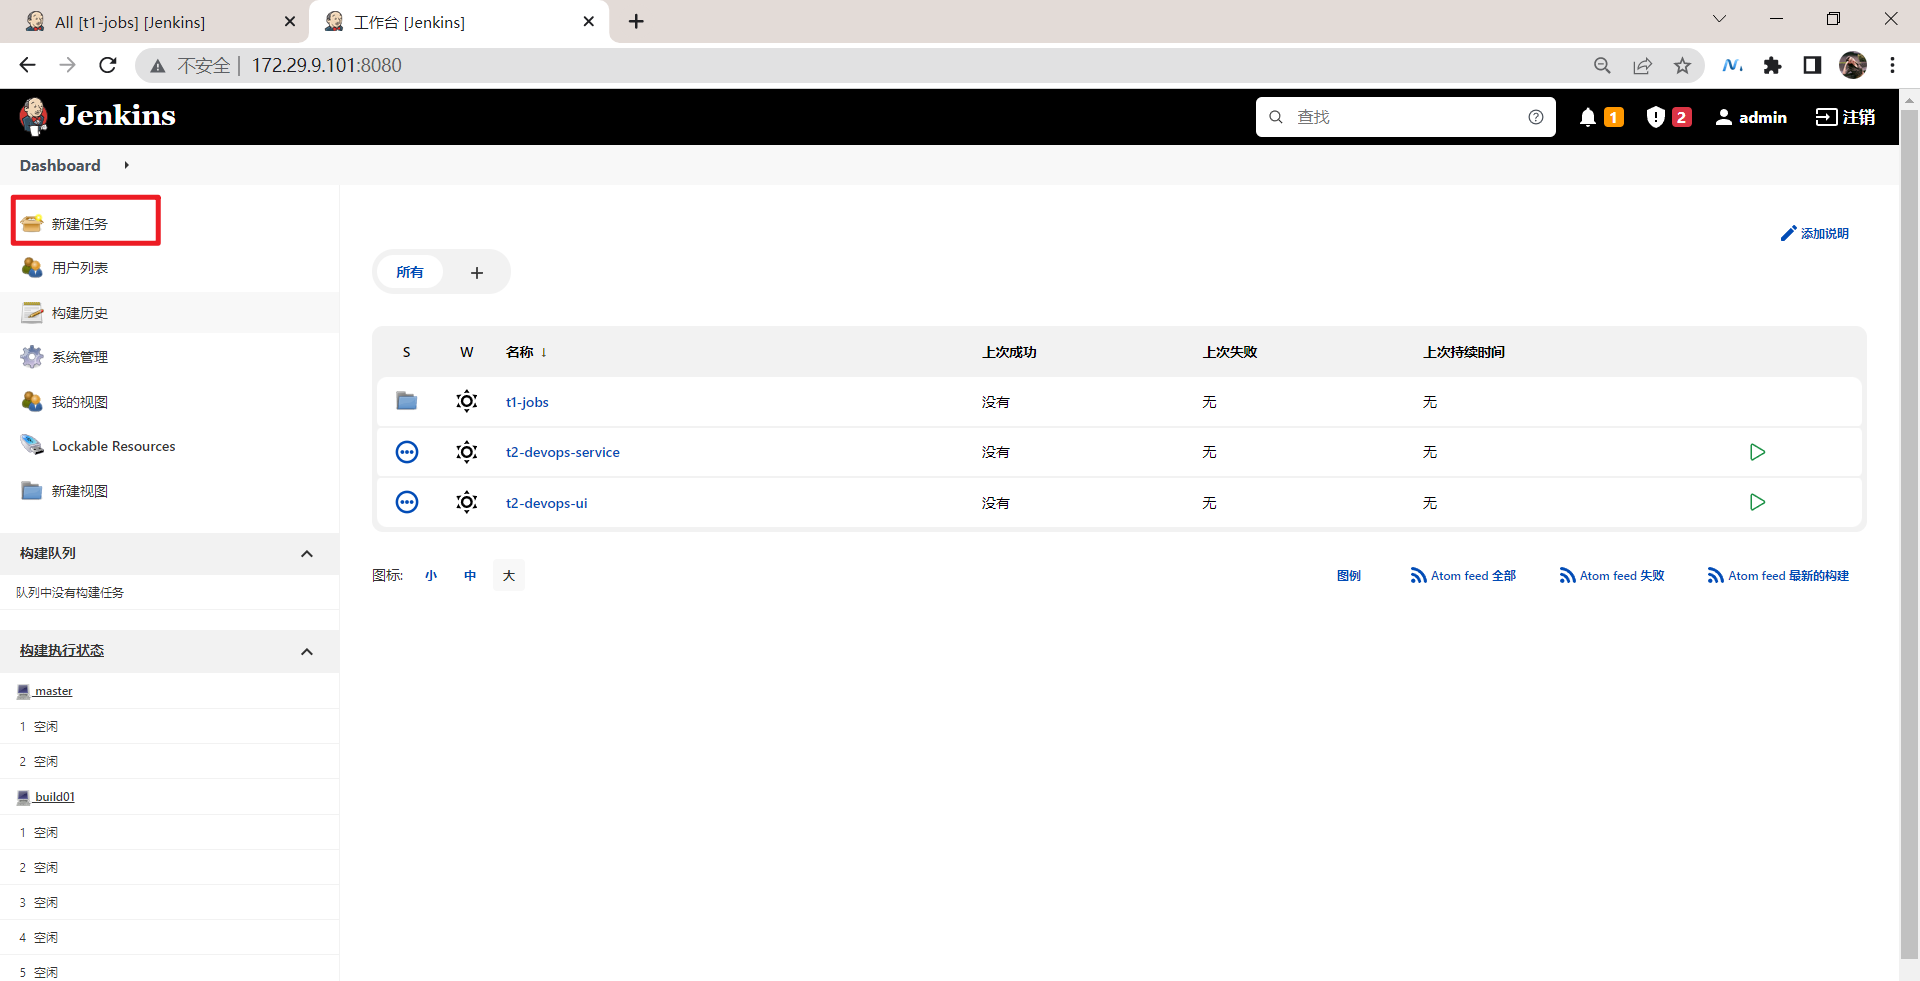 All [t1-jobs] [Jenkins]
工作台 [Jenkins]
不安全 | 172.29.9.101:8080
Jenkins
查找
1
2
admin
注销
Dashboard
新建任务
用户列表
构建历史
系统管理
我的视图
Lockable Resources
新建视图
构建队列
队列中没有构建任务
构建执行状态
master
1 空闲
2 空闲
build01
1 空闲
2 空闲
3 空闲
4 空闲
5 空闲
添加说明
所有 +
S W 名称 ↓ 上次成功 上次失败 上次持续时间
t1-jobs 没有 无 无
t2-devops-service 没有 无 无
t2-devops-ui 没有 无 无
图标: 小 中 大
图例 Atom feed 全部 Atom feed 失败 Atom feed 最新的构建